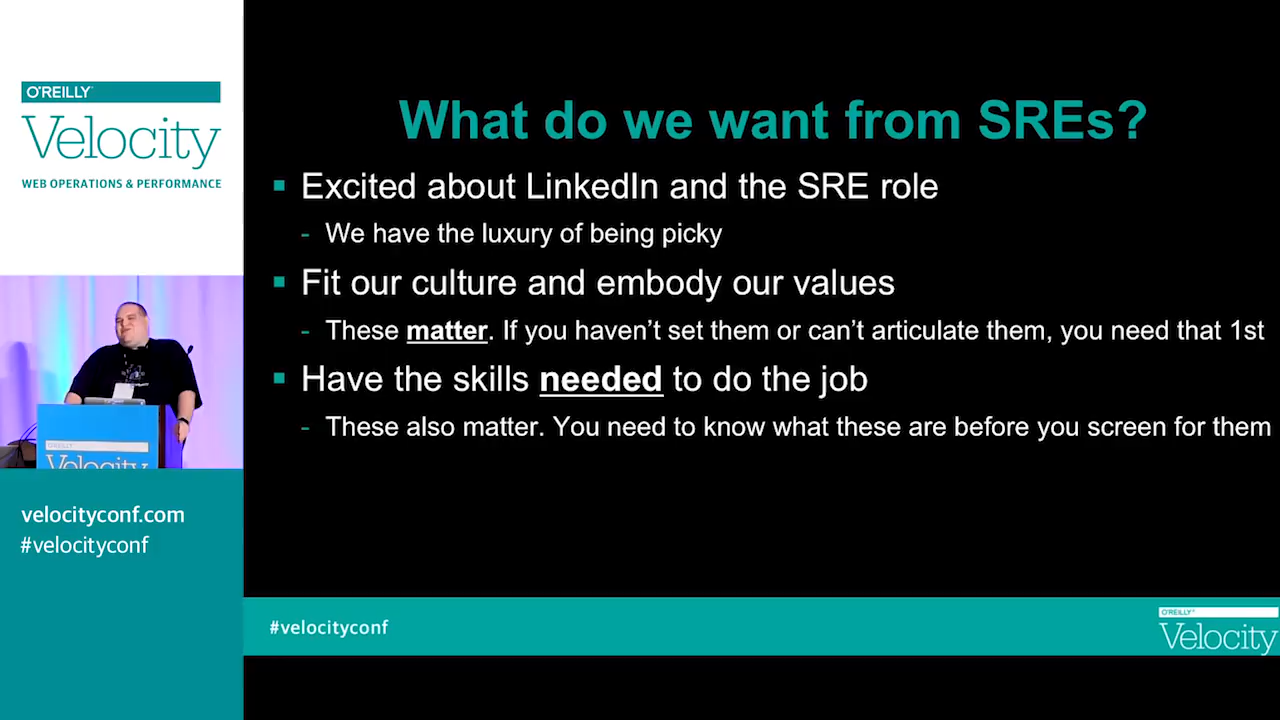 O'REILLY
Velocity
WEB OPERATIONS & PERFORMANCE
What do we want from SREs?
Excited about LinkedIn and the SRE role
- We have the luxury of being picky
Fit our culture and embody our values
- These matter. If you haven't set them or can't articulate them, you need that 1st
Have the skills needed to do the job
- These also matter. You need to know what these are before you screen for them
O'REILLY
Velocity
velocityconf.com
#velocityconf
#velocityconf
O'REILLY
Velocity